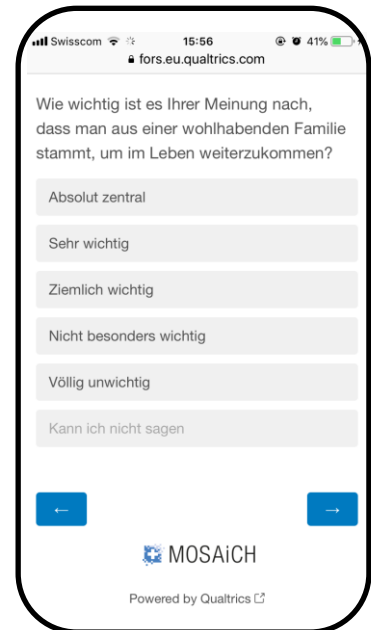 Swisscom 15:56 41%
fors.eu.qualtrics.com
Wie wichtig ist es Ihrer Meinung nach,
dass man aus einer wohlhabenden Familie
stammt, um im Leben weiterzukommen?
Absolut zentral
Sehr wichtig
Ziemlich wichtig
Nicht besonders wichtig
Völlig unwichtig
Kann ich nicht sagen
← →
MOSAiCH
Powered by Qualtrics